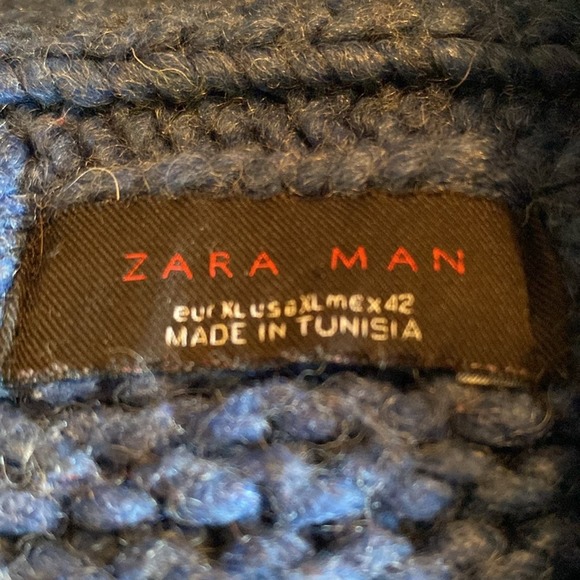 ZARA MAN
eur XL usa XL mex 42
MADE IN TUNISIA